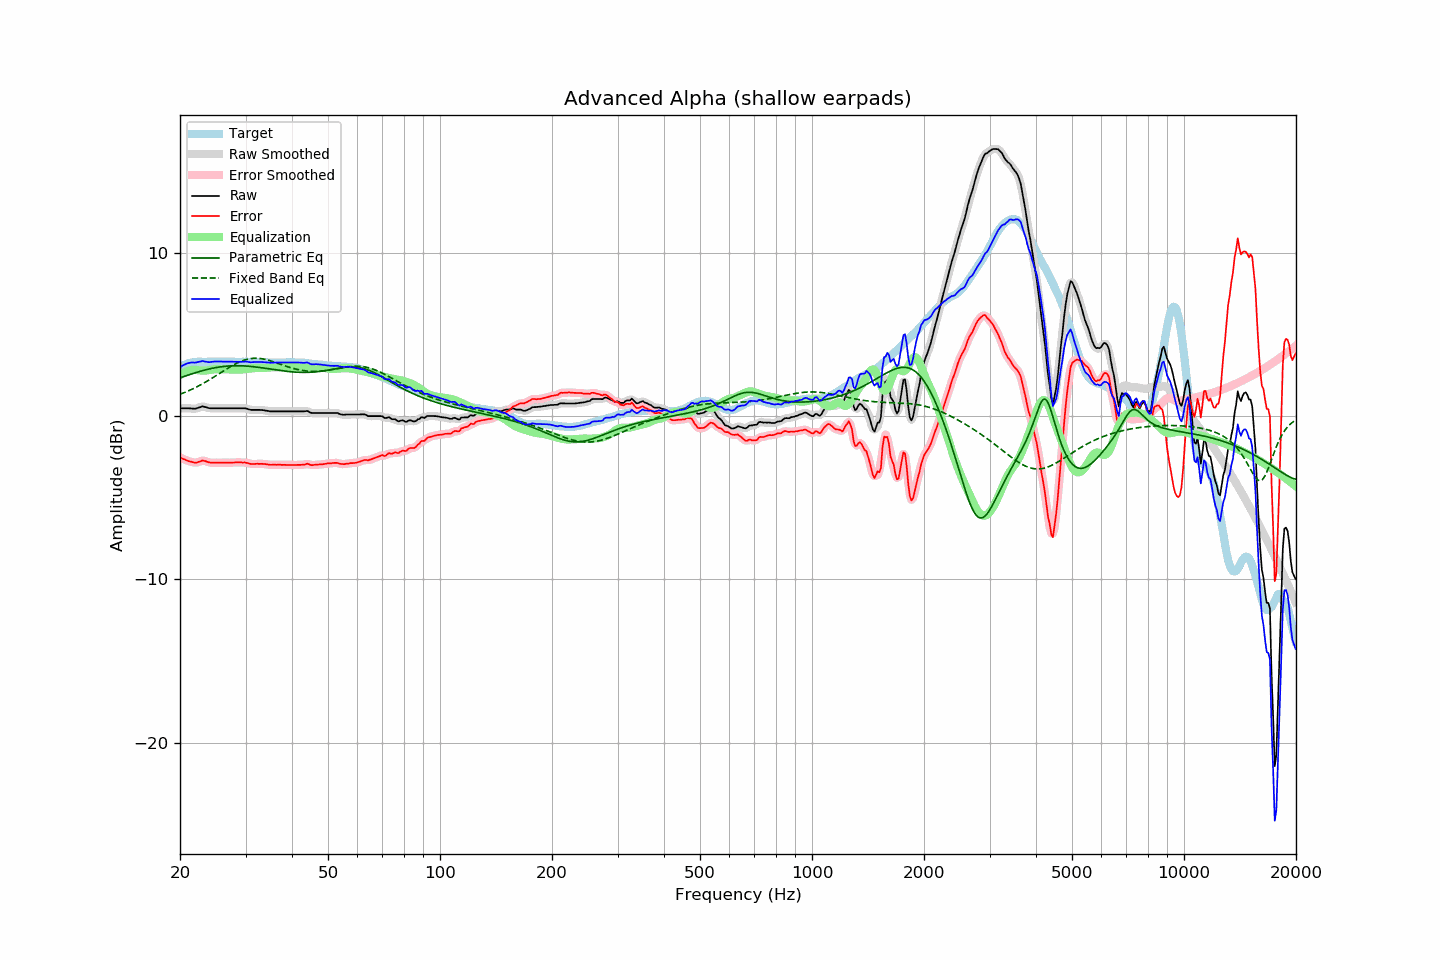 Advanced Alpha (shallow earpads)
Target
Raw Smoothed
Error Smoothed
Raw
Error
Equalization
Parametric Eq
Fixed Band Eq
Equalized
10
0
−10
−20
Amplitude (dBr)
20 50 100 200 500 1000 2000 5000 10000 20000
Frequency (Hz)